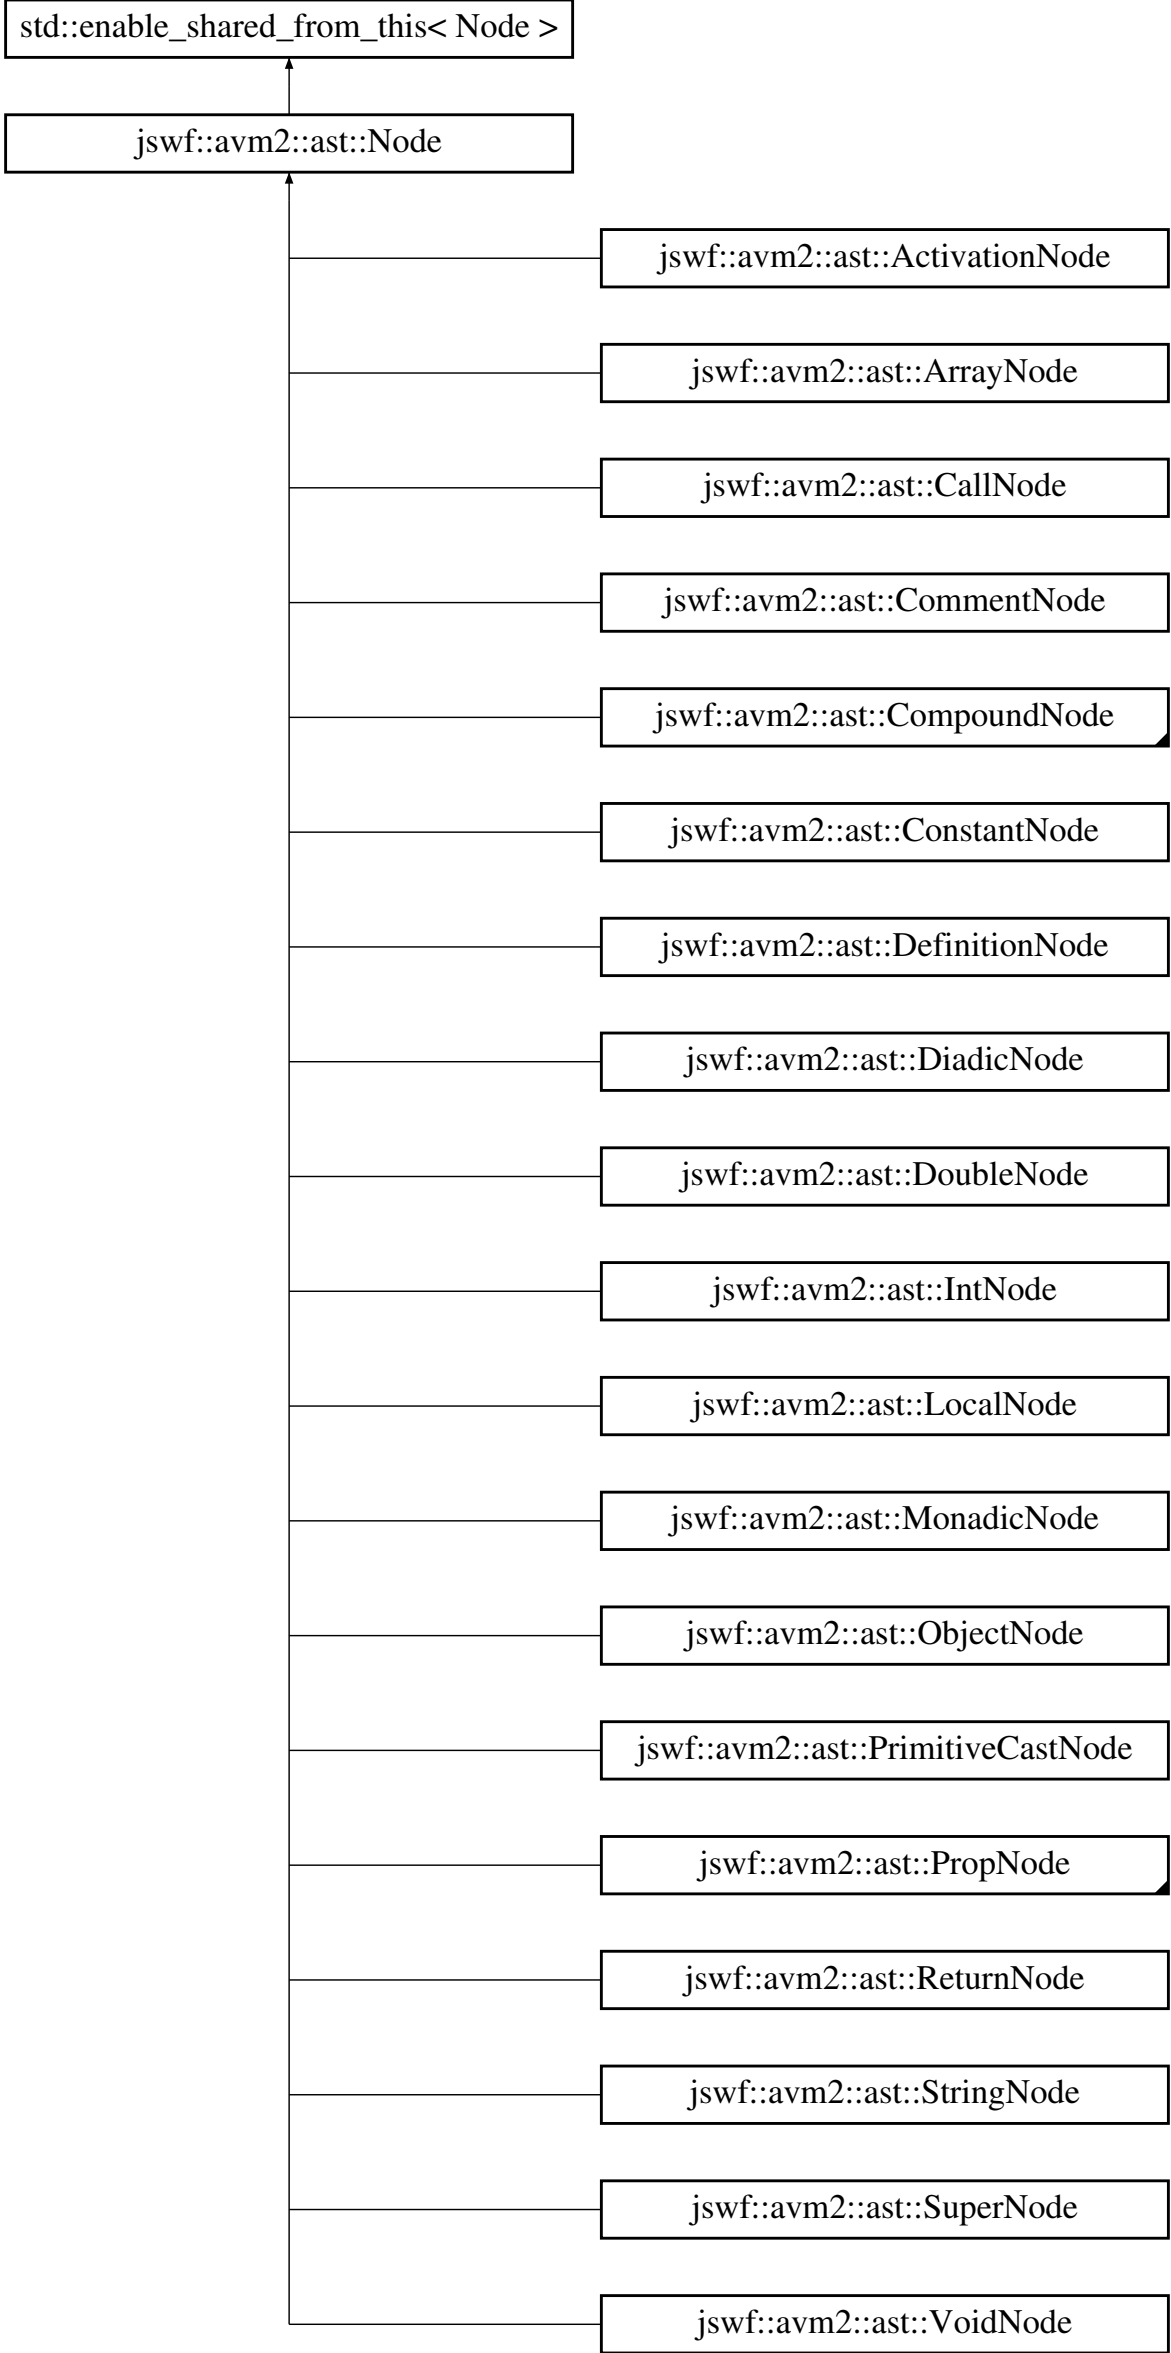 std::enable_shared_from_this< Node >
jswf::avm2::ast::Node
jswf::avm2::ast::ActivationNode
jswf::avm2::ast::ArrayNode
jswf::avm2::ast::CallNode
jswf::avm2::ast::CommentNode
jswf::avm2::ast::CompoundNode
jswf::avm2::ast::ConstantNode
jswf::avm2::ast::DefinitionNode
jswf::avm2::ast::DiadicNode
jswf::avm2::ast::DoubleNode
jswf::avm2::ast::IntNode
jswf::avm2::ast::LocalNode
jswf::avm2::ast::MonadicNode
jswf::avm2::ast::ObjectNode
jswf::avm2::ast::PrimitiveCastNode
jswf::avm2::ast::PropNode
jswf::avm2::ast::ReturnNode
jswf::avm2::ast::StringNode
jswf::avm2::ast::SuperNode
jswf::avm2::ast::VoidNode